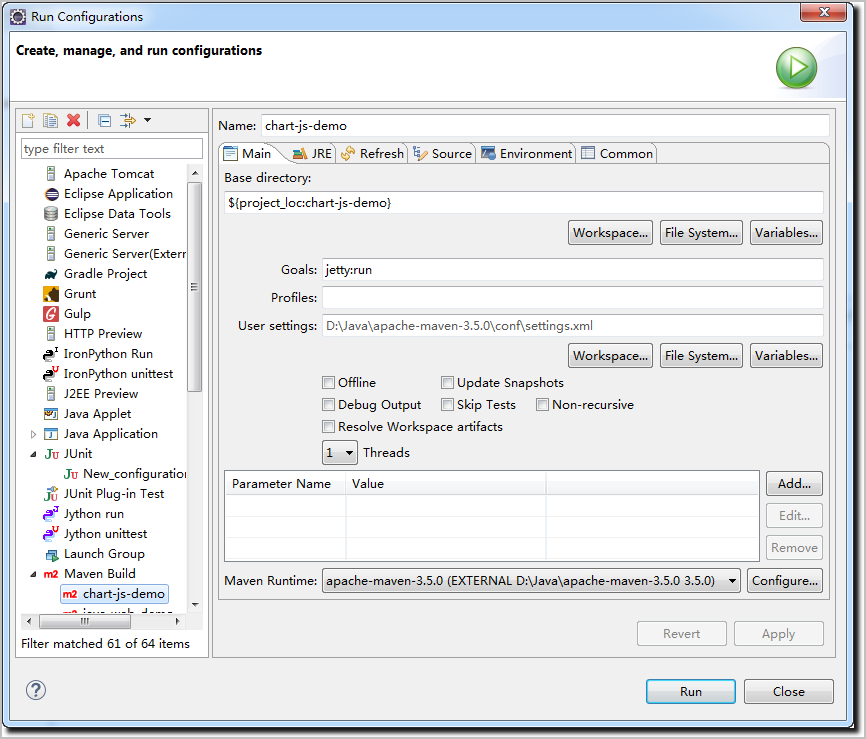 Run Configurations
Create, manage, and run configurations
type filter text
Apache Tomcat
Eclipse Application
Eclipse Data Tools
Generic Server
Generic Server(Extern
Gradle Project
Grunt
Gulp
HTTP Preview
IronPython Run
IronPython unittest
J2EE Preview
Java Applet
Java Application
JUnit
New_configuration
JUnit Plug-in Test
Jython run
Jython unittest
Launch Group
Maven Build
chart-js-demo
java-web-demo
Filter matched 61 of 64 items
Name: chart-js-demo
Main JRE Refresh Source Environment Common
Base directory:
${project_loc:chart-js-demo}
Workspace... File System... Variables...
Goals: jetty:run
Profiles:
User settings: D:\Java\apache-maven-3.5.0\conf\settings.xml
Workspace... File System... Variables...
Offline Update Snapshots
Debug Output Skip Tests Non-recursive
Resolve Workspace artifacts
1 Threads
Parameter Name Value
Add...
Edit...
Remove
Maven Runtime: apache-maven-3.5.0 (EXTERNAL D:\Java\apache-maven-3.5.0 3.5.0) Configure...
Revert Apply
Run Close